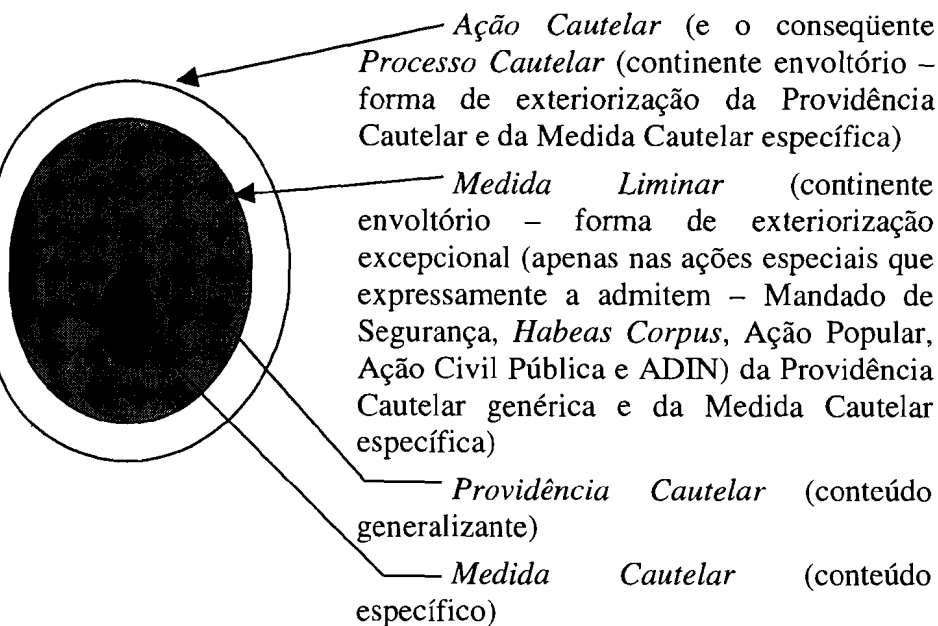 Ação Cautelar (e o conseqüente
Processo Cautelar (continente envoltório –
forma de exteriorização da Providência
Cautelar e da Medida Cautelar específica)
Medida Liminar (continente
envoltório – forma de exteriorização
excepcional (apenas nas ações especiais que
expressamente a admitem – Mandado de
Segurança, Habeas Corpus, Ação Popular,
Ação Civil Pública e ADIN) da Providência
Cautelar genérica e da Medida Cautelar
específica)
Providência Cautelar (conteúdo
generalizante)
Medida Cautelar (conteúdo
específico)